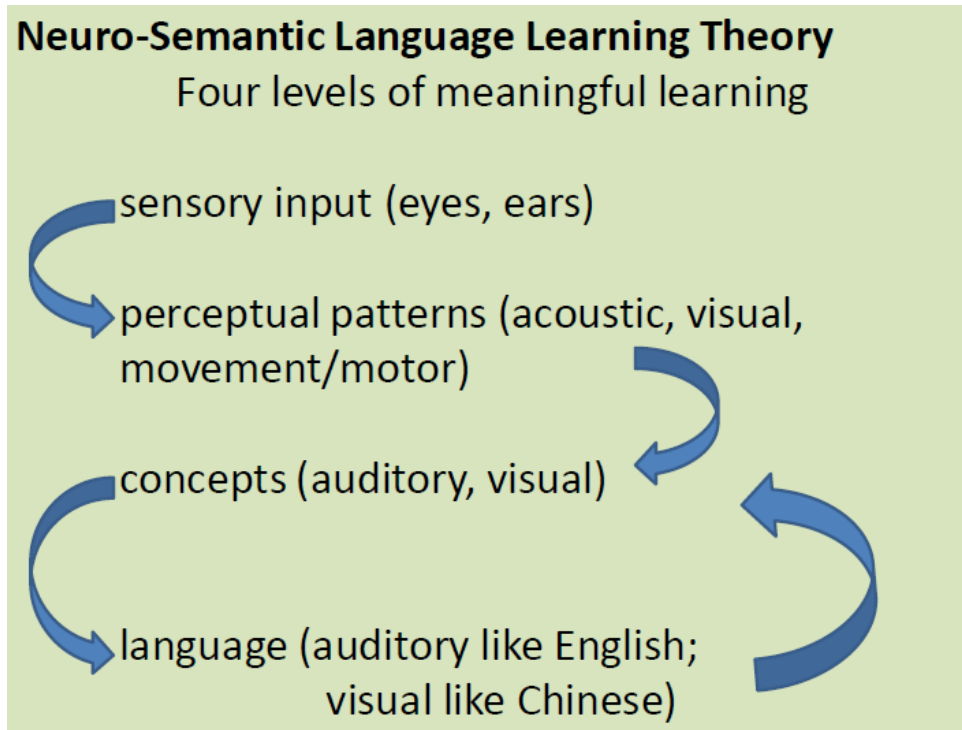 Neuro-Semantic Language Learning Theory
Four levels of meaningful learning
sensory input (eyes, ears)
perceptual patterns (acoustic, visual,
movement/motor)
concepts (auditory, visual)
language (auditory like English;
visual like Chinese)